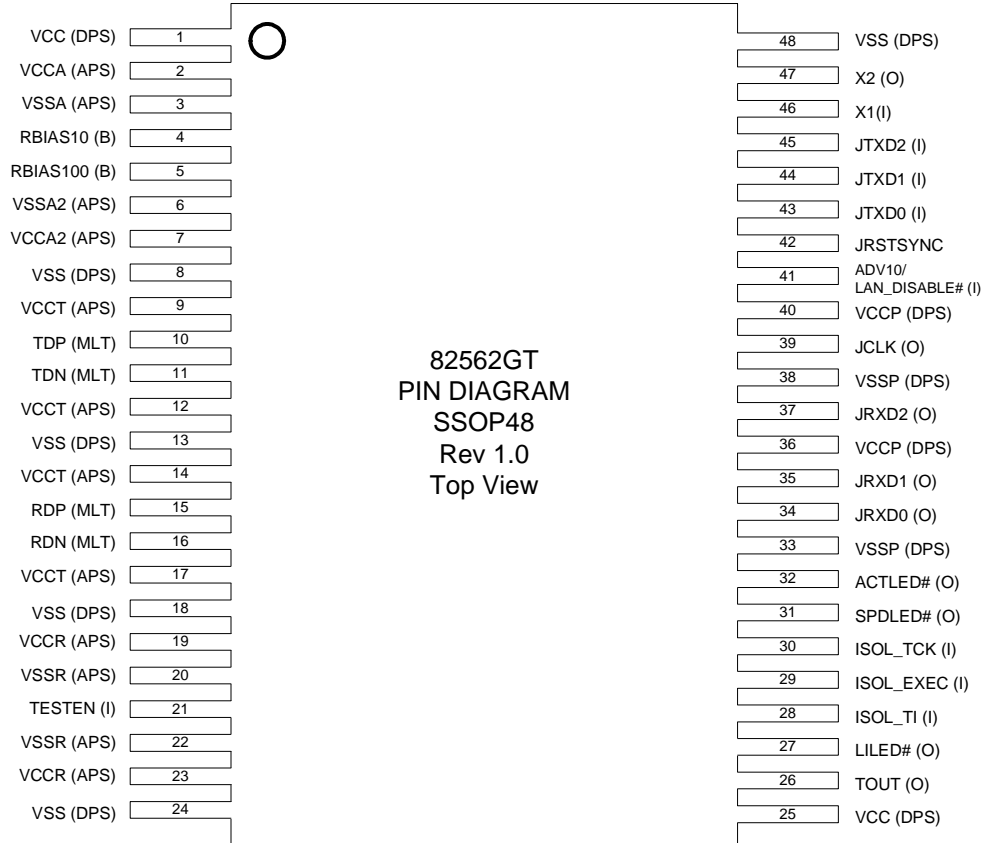 VCC (DPS) 1
VCCA (APS) 2
VSSA (APS) 3
RBIAS10 (B) 4
RBIAS100 (B) 5
VSSA2 (APS) 6
VCCA2 (APS) 7
VSS (DPS) 8
VCCT (APS) 9
TDP (MLT) 10
TDN (MLT) 11
VCCT (APS) 12
VSS (DPS) 13
VCCT (APS) 14
RDP (MLT) 15
RDN (MLT) 16
VCCT (APS) 17
VSS (DPS) 18
VCCR (APS) 19
VSSR (APS) 20
TESTEN (I) 21
VSSR (APS) 22
VCCR (APS) 23
VSS (DPS) 24
82562GT
PIN DIAGRAM
SSOP48
Rev 1.0
Top View
48 VSS (DPS)
47 X2 (O)
46 X1(I)
45 JTXD2 (I)
44 JTXD1 (I)
43 JTXD0 (I)
42 JRSTSYNC
41 ADV10/
LAN_DISABLE# (I)
40 VCCP (DPS)
39 JCLK (O)
38 VSSP (DPS)
37 JRXD2 (O)
36 VCCP (DPS)
35 JRXD1 (O)
34 JRXD0 (O)
33 VSSP (DPS)
32 ACTLED# (O)
31 SPDLED# (O)
30 ISOL_TCK (I)
29 ISOL_EXEC (I)
28 ISOL_TI (I)
27 LILED# (O)
26 TOUT (O)
25 VCC (DPS)